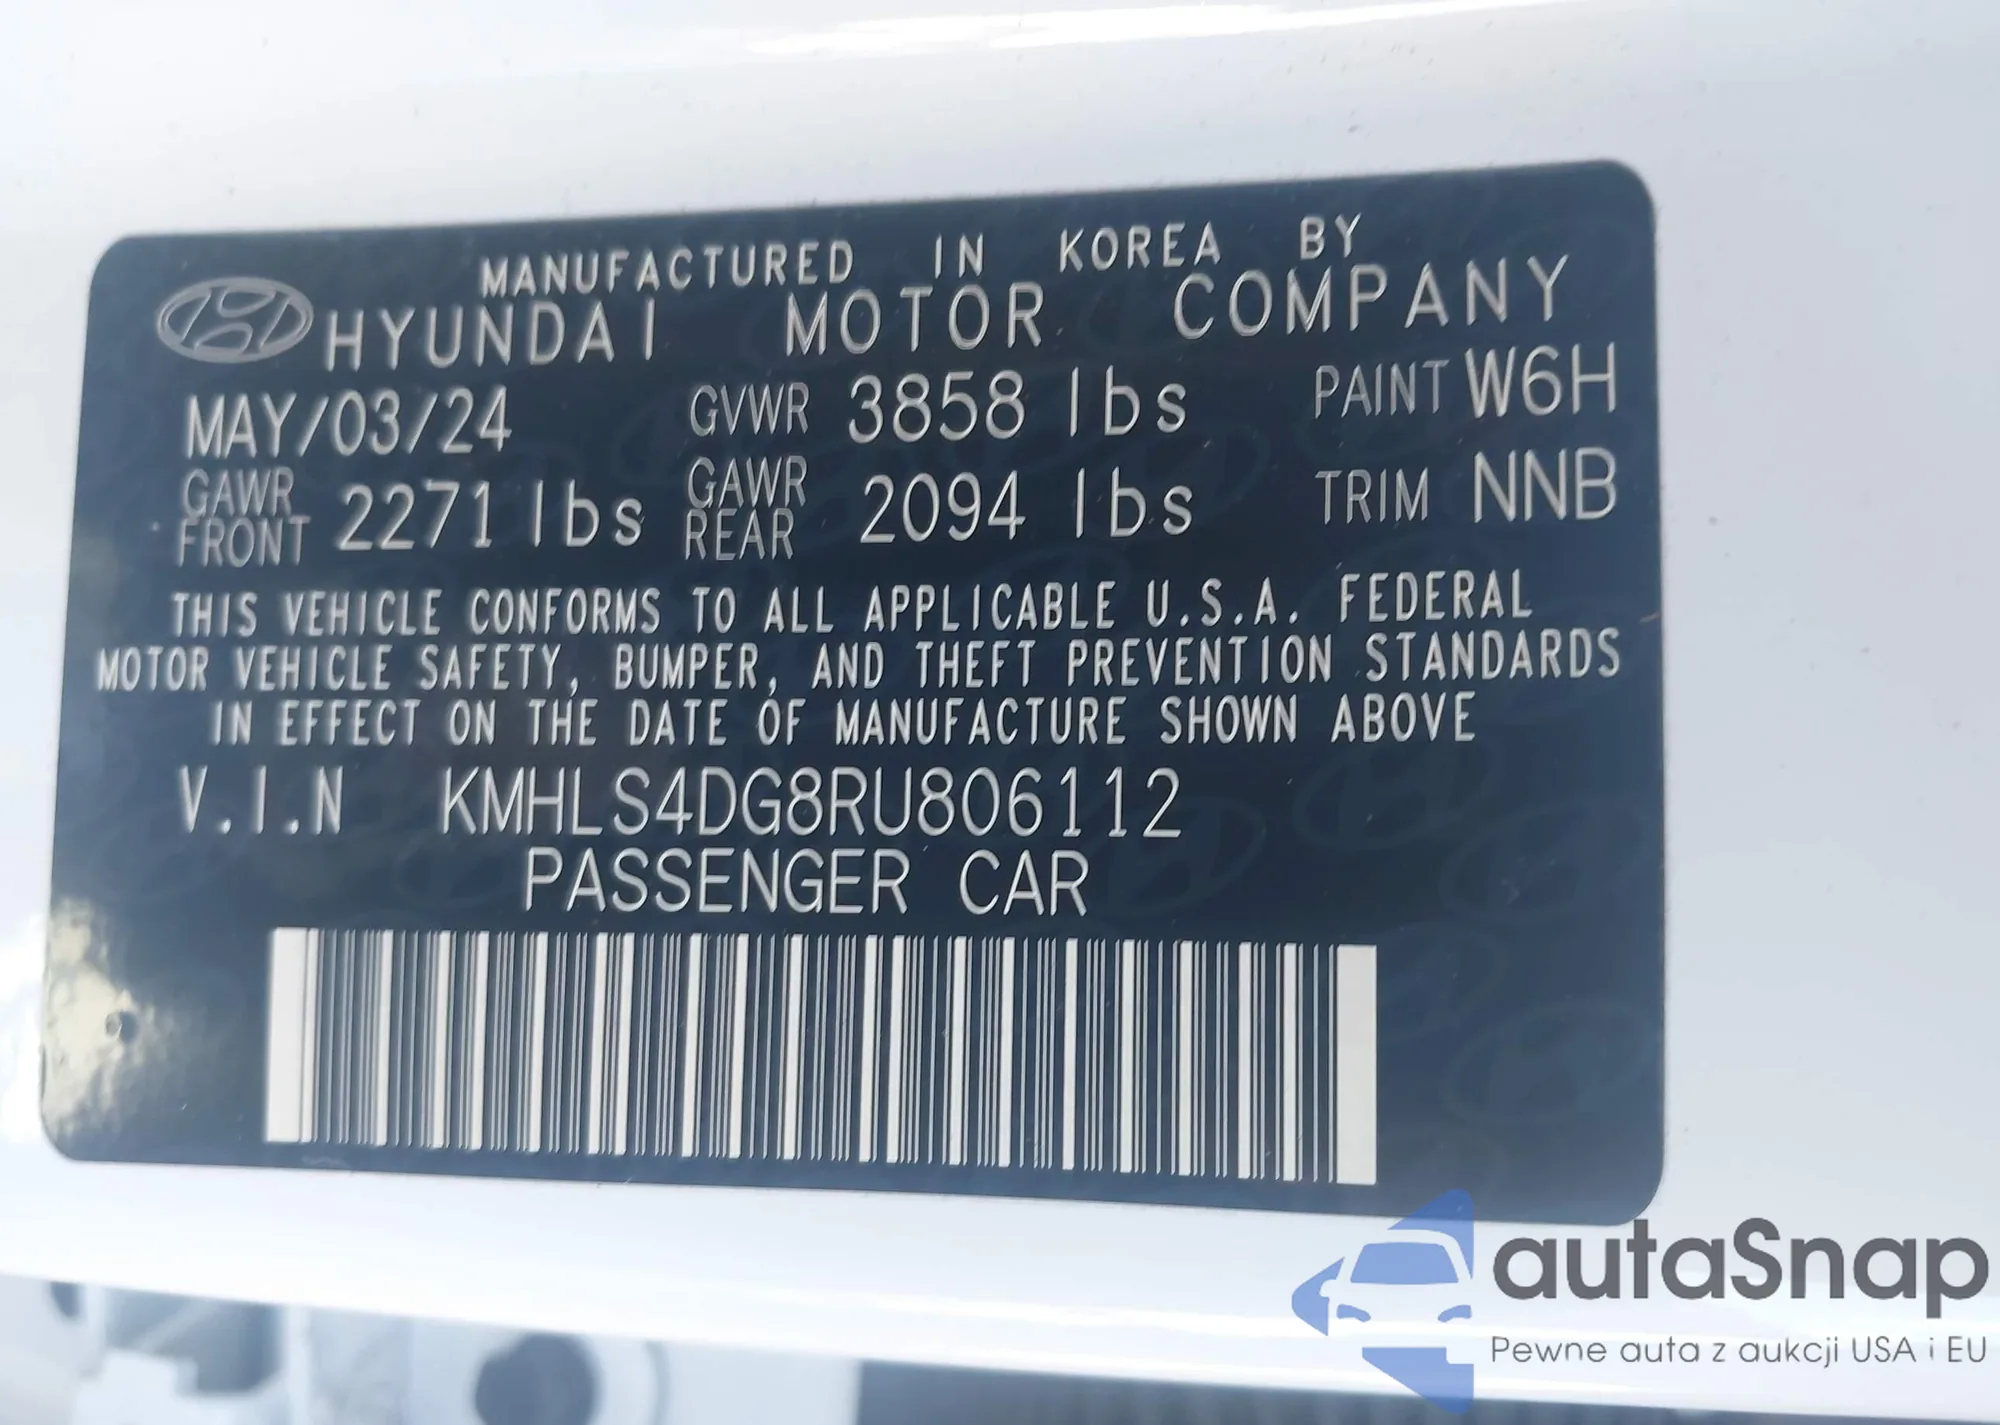 MANUFACTURED IN KOREA BY
HYUNDAI MOTOR COMPANY
MAY/03/24 GVWR 3858 lbs PAINT W6H
GAWR FRONT 2271 lbs GAWR REAR 2094 lbs TRIM NNB
THIS VEHICLE CONFORMS TO ALL APPLICABLE U.S.A. FEDERAL
MOTOR VEHICLE SAFETY, BUMPER, AND THEFT PREVENTION STANDARDS
IN EFFECT ON THE DATE OF MANUFACTURE SHOWN ABOVE
V.I.N KMHLS4DG8RU806112
PASSENGER CAR
autaSnap
Pewne auta z aukcji USA i EU